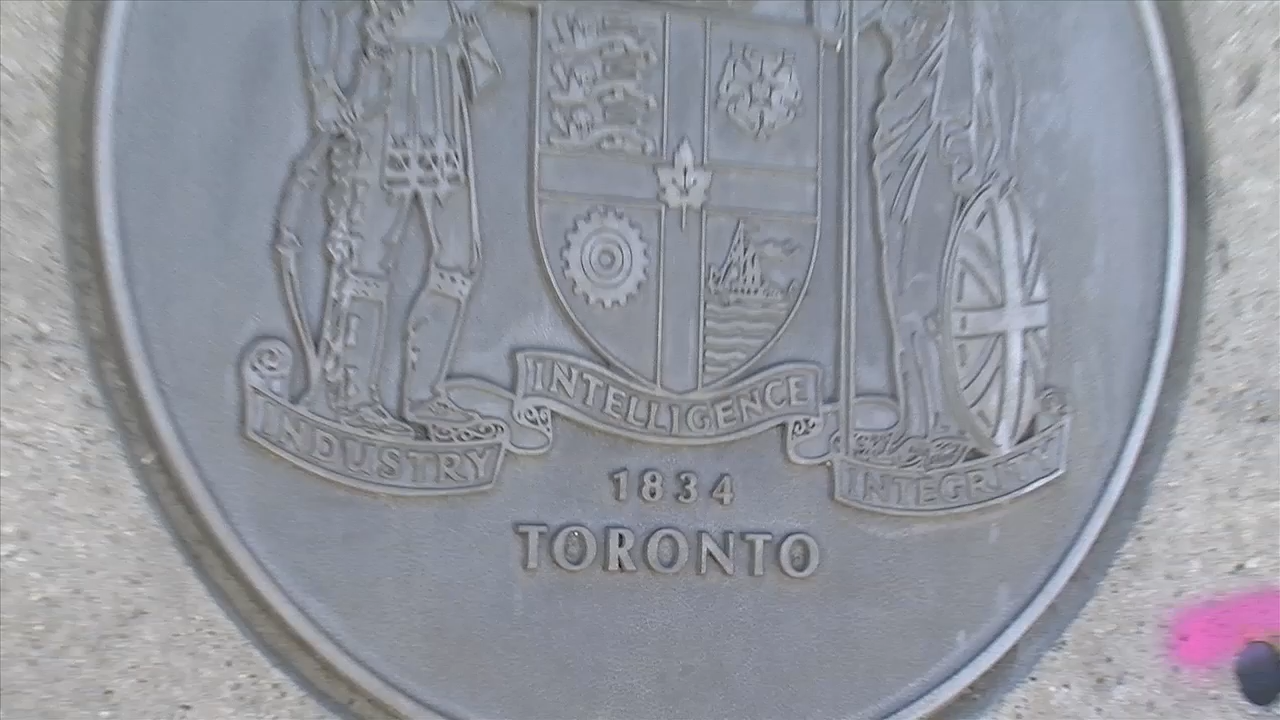 INDUSTRY
INTELLIGENCE
INTEGRITY
1834
TORONTO